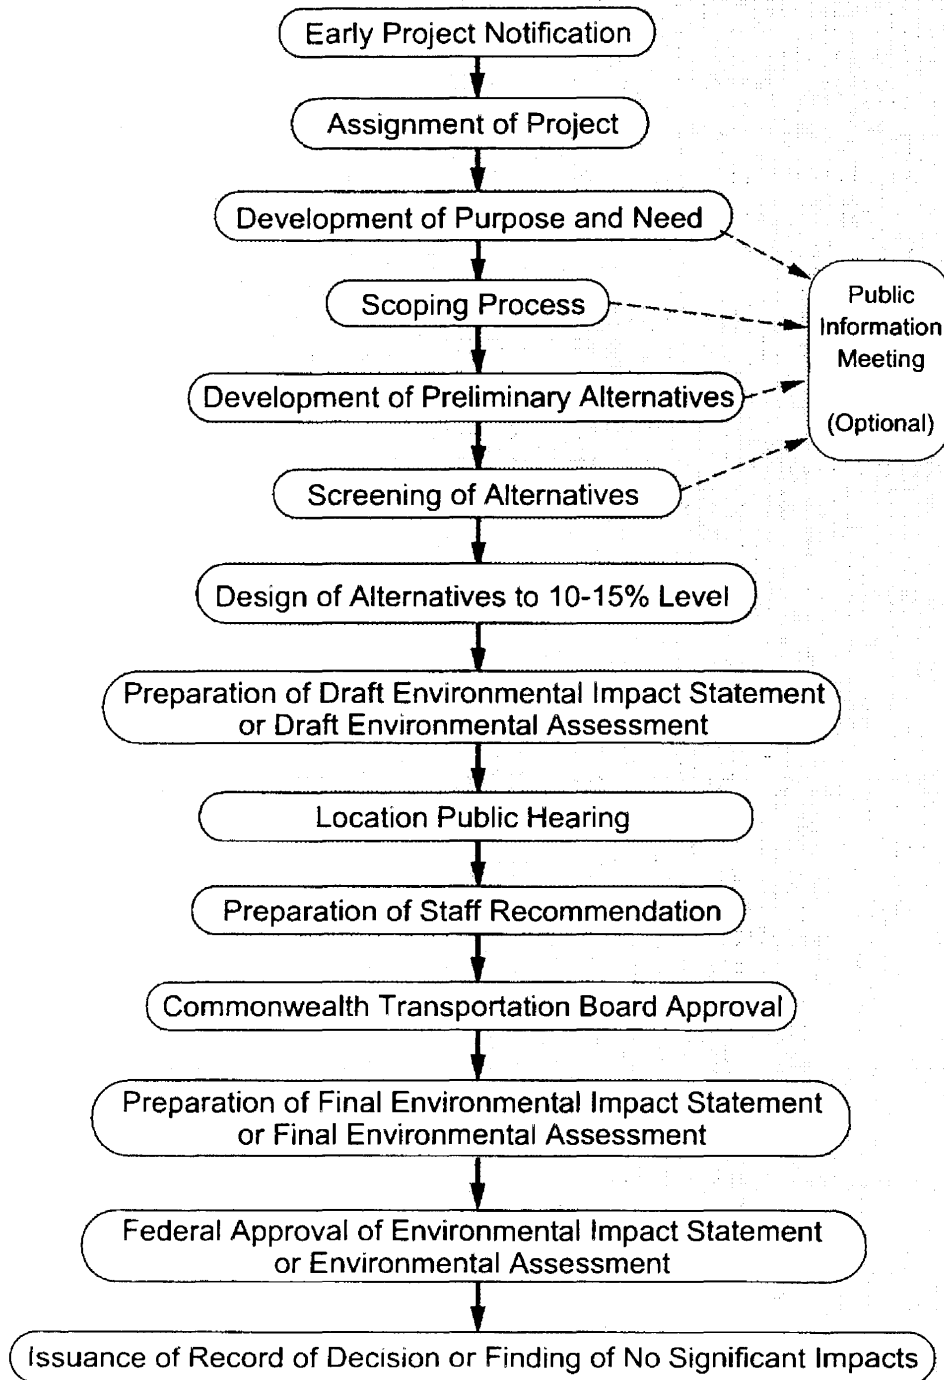 Early Project Notification
Assignment of Project
Development of Purpose and Need
Scoping Process
Development of Preliminary Alternatives
Screening of Alternatives
Public
Information
Meeting
(Optional)
Design of Alternatives to 10-15% Level
Preparation of Draft Environmental Impact Statement
or Draft Environmental Assessment
Location Public Hearing
Preparation of Staff Recommendation
Commonwealth Transportation Board Approval
Preparation of Final Environmental Impact Statement
or Final Environmental Assessment
Federal Approval of Environmental Impact Statement
or Environmental Assessment
Issuance of Record of Decision or Finding of No Significant Impacts